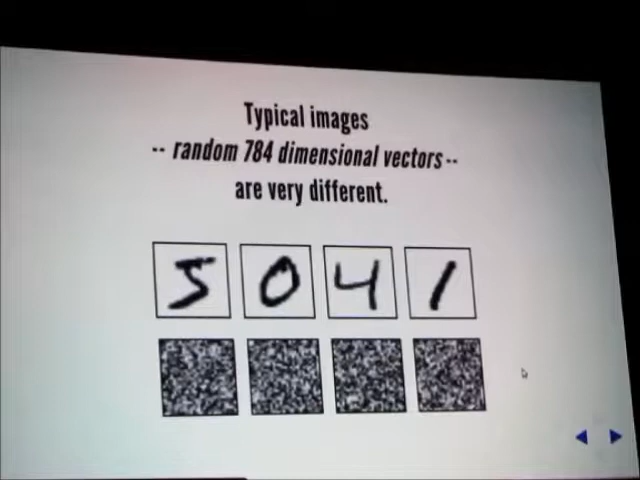 Typical images
-- random 784 dimensional vectors --
are very different.
5 0 4 1